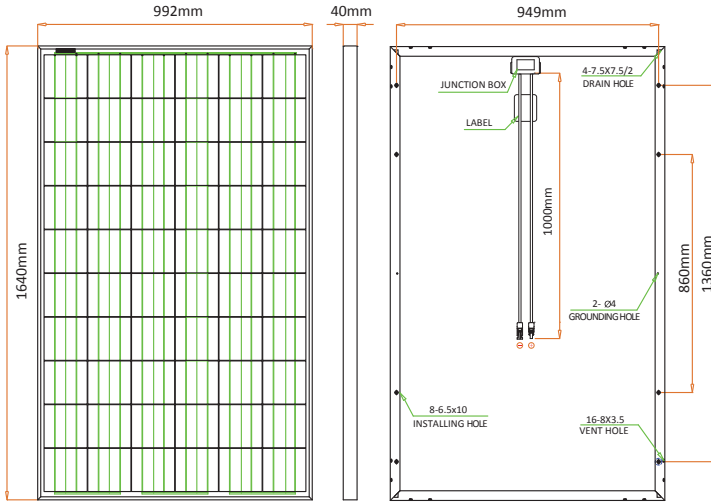 992mm
40mm
949mm
1640mm
JUNCTION BOX
LABEL
1000mm
4-7.5X7.5/2
DRAIN HOLE
860mm
1360mm
2- Ø4
GROUNDING HOLE
8-6.5x10
INSTALLING HOLE
16-8X3.5
VENT HOLE